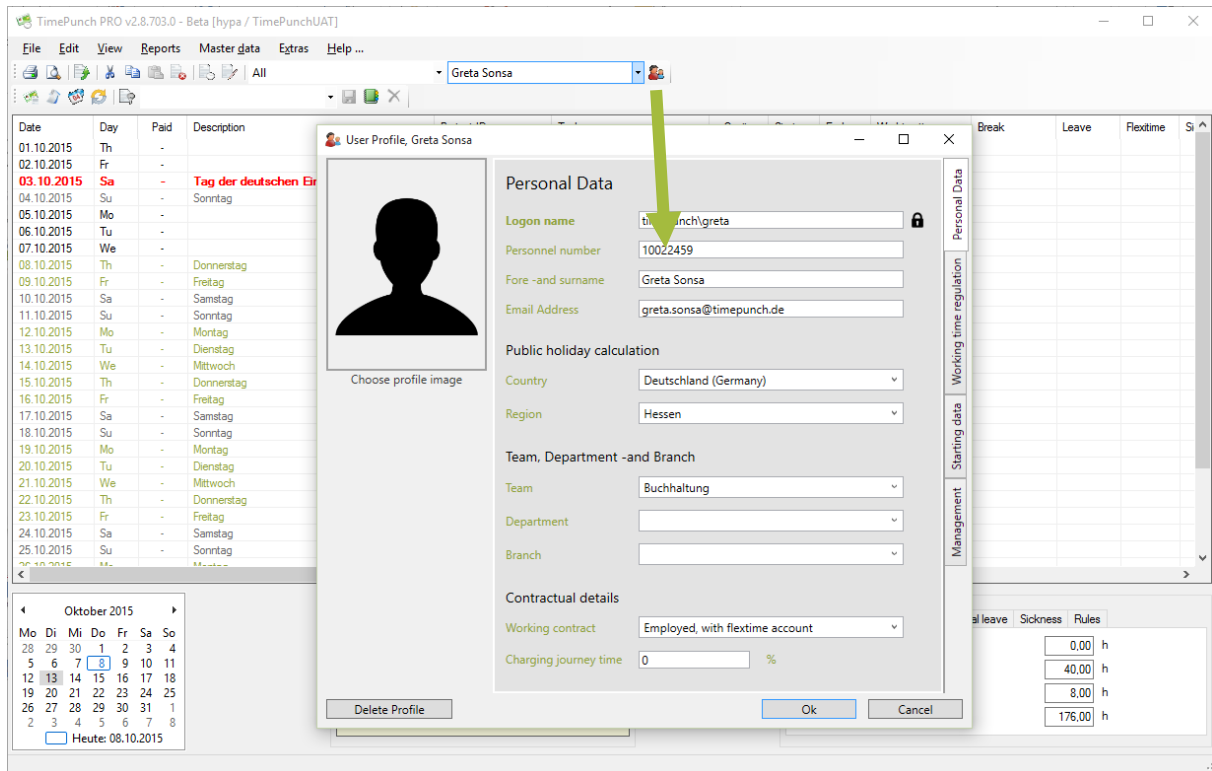 TimePunch PRO v2.8.703.0 - Beta [hypa / TimePunchUAT]
File Edit View Reports Master data Extras Help ...
All Greta Sonsa
Date Day Paid Description Break Leave Flexitime
01.10.2015 Th -
02.10.2015 Fr -
03.10.2015 Sa - Tag der deutschen Ein
04.10.2015 Su - Sonntag
05.10.2015 Mo -
06.10.2015 Tu -
07.10.2015 We -
08.10.2015 Th - Donnerstag
09.10.2015 Fr - Freitag
10.10.2015 Sa - Samstag
11.10.2015 Su - Sonntag
12.10.2015 Mo - Montag
13.10.2015 Tu - Dienstag
14.10.2015 We - Mittwoch
15.10.2015 Th - Donnerstag
16.10.2015 Fr - Freitag
17.10.2015 Sa - Samstag
18.10.2015 Su - Sonntag
19.10.2015 Mo - Montag
20.10.2015 Tu - Dienstag
21.10.2015 We - Mittwoch
22.10.2015 Th - Donnerstag
23.10.2015 Fr - Freitag
24.10.2015 Sa - Samstag
25.10.2015 Su - Sonntag
User Profile, Greta Sonsa
Choose profile image
Personal Data
Logon name
Personnel number 10022459
Fore -and surname Greta Sonsa
Email Address greta.sonsa@timepunch.de
Public holiday calculation
Country Deutschland (Germany)
Region Hessen
Team, Department -and Branch
Team Buchhaltung
Department
Branch
Contractual details
Working contract Employed, with flextime account
Charging journey time 0 %
Delete Profile Ok Cancel
Personal Data
Working time regulation
Starting data
Management
Oktober 2015
Mo Di Mi Do Fr Sa So
28 29 30 1 2 3 4
5 6 7 8 9 10 11
12 13 14 15 16 17 18
19 20 21 22 23 24 25
26 27 28 29 30 31 1
2 3 4 5 6 7 8
Heute: 08.10.2015
al leave Sickness Rules
0,00 h
40,00 h
8,00 h
176,00 h